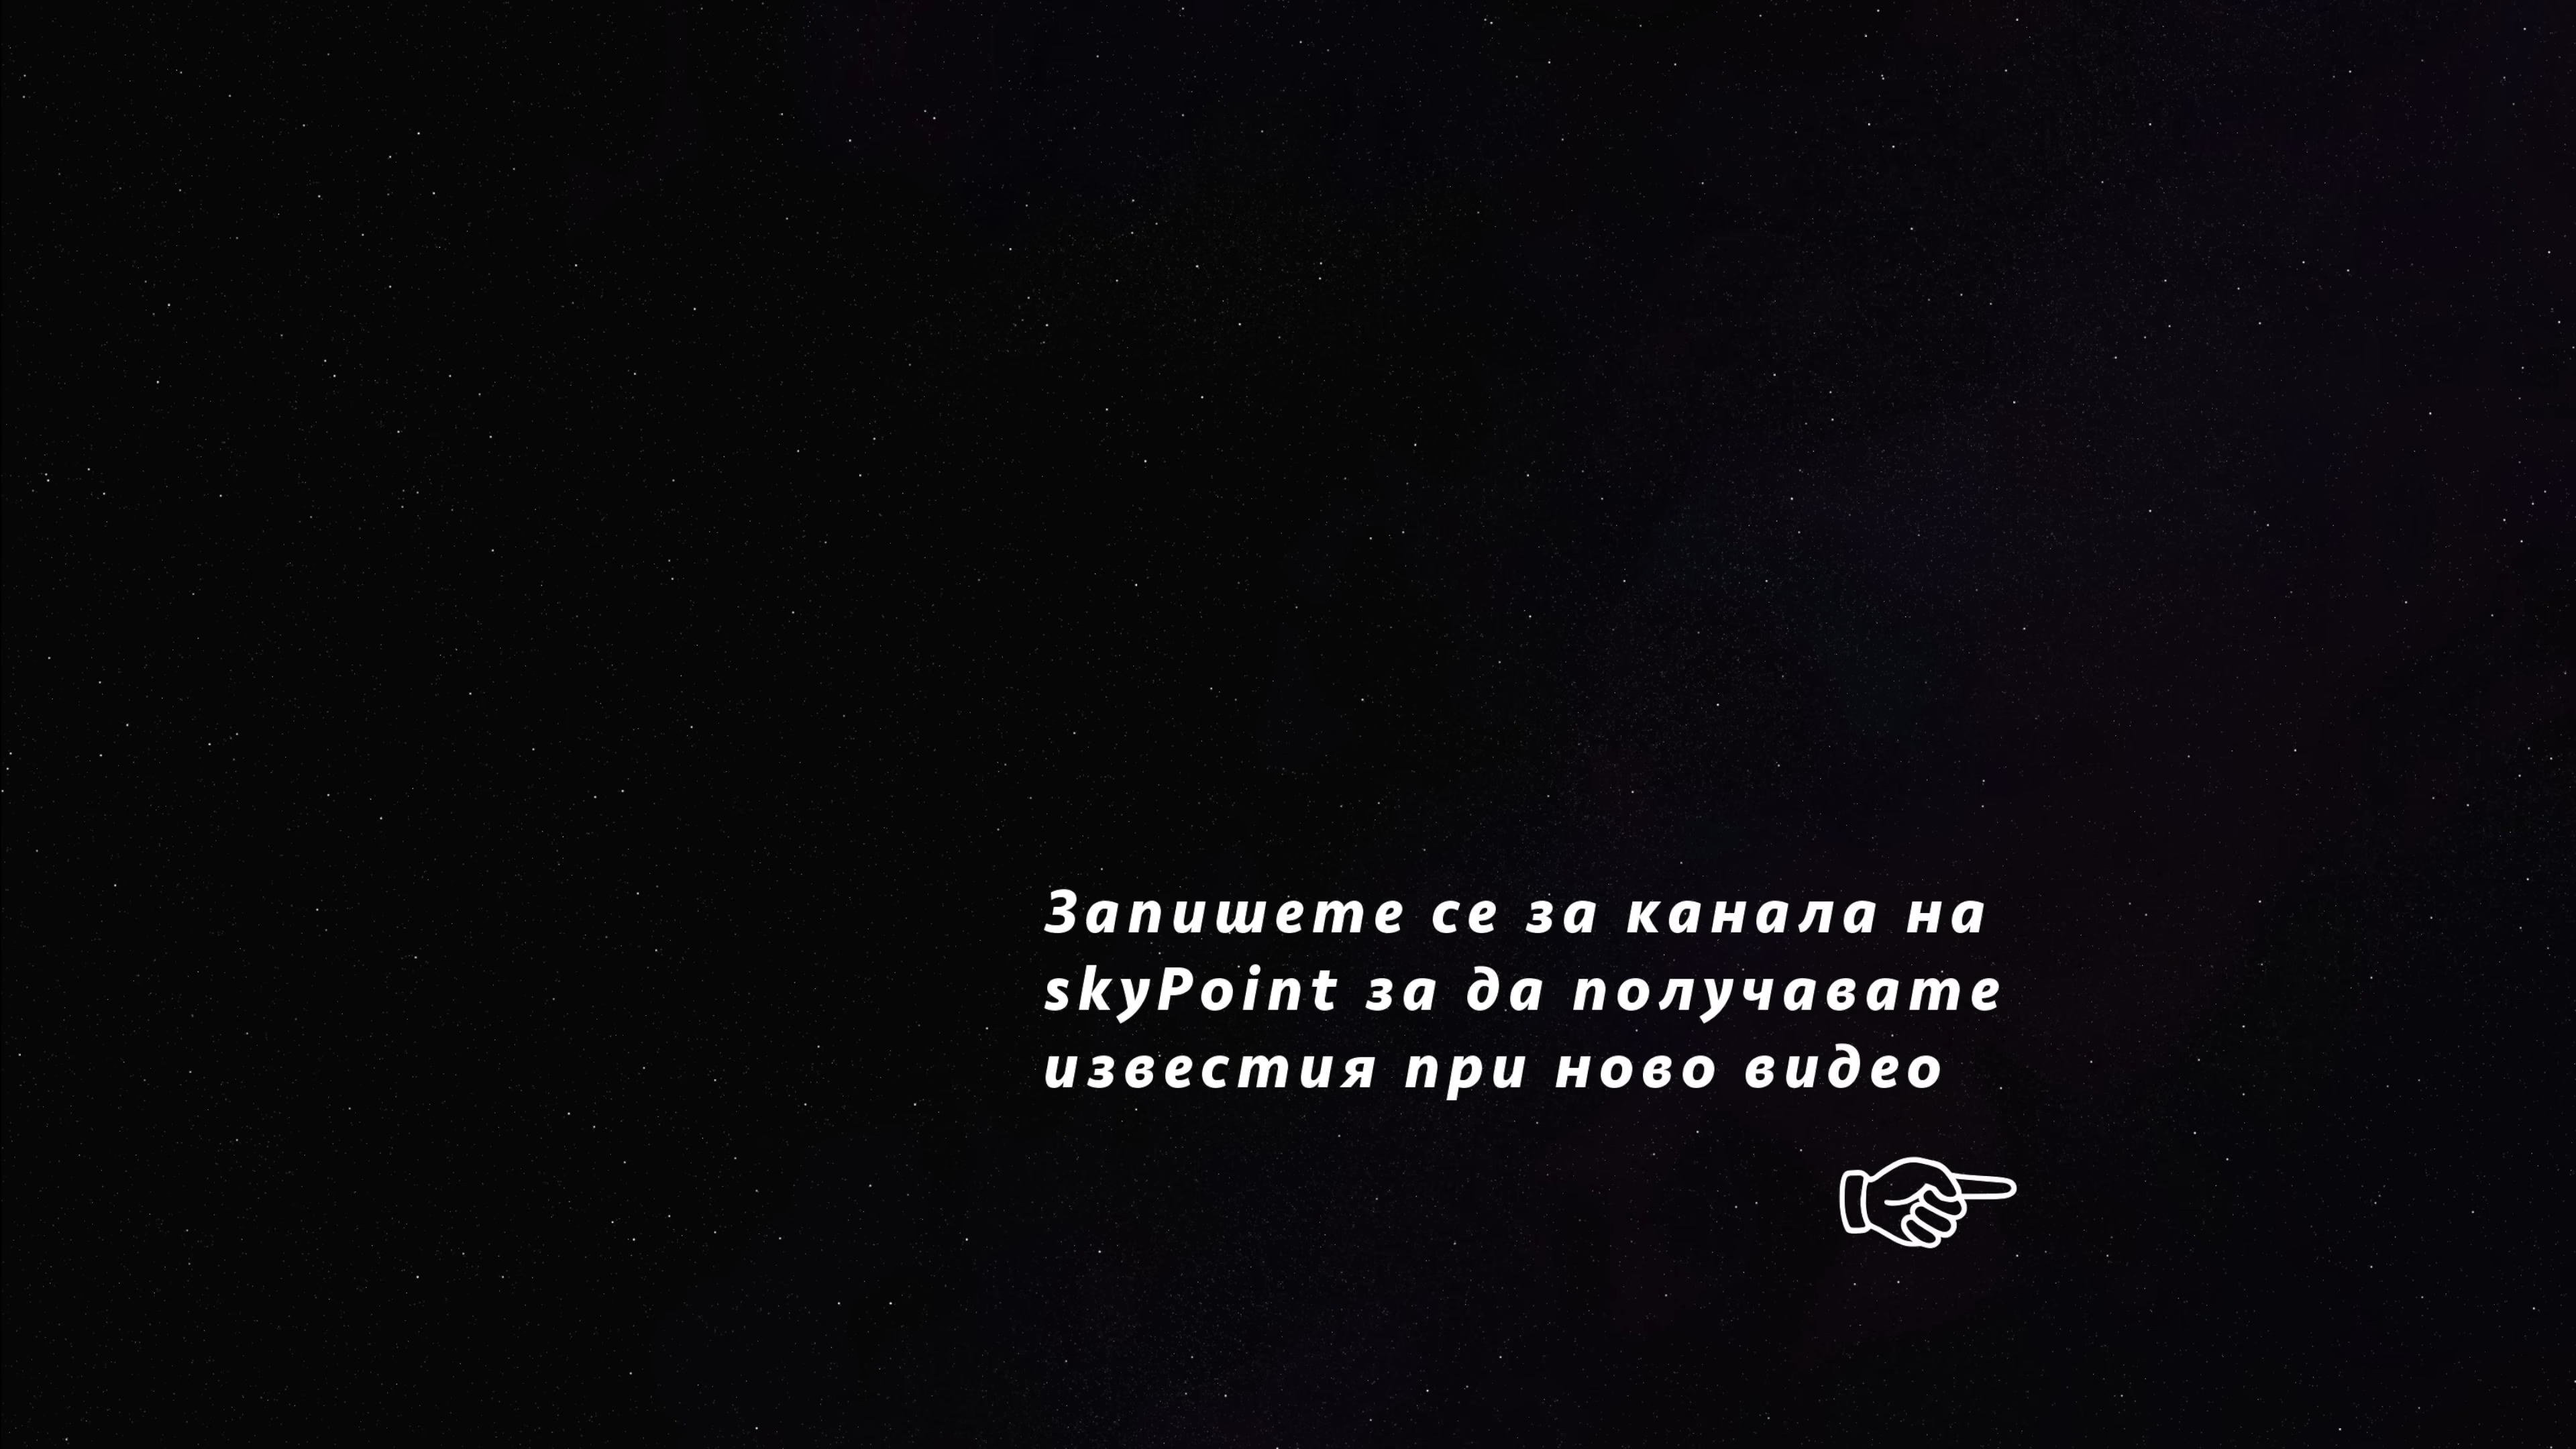 Запишете се за канала на
skyPoint за да получавате
известия при ново видео